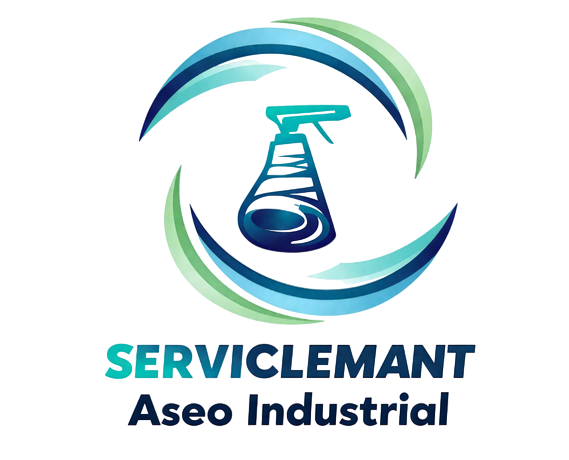 SERVICLEMANT
Aseo Industrial